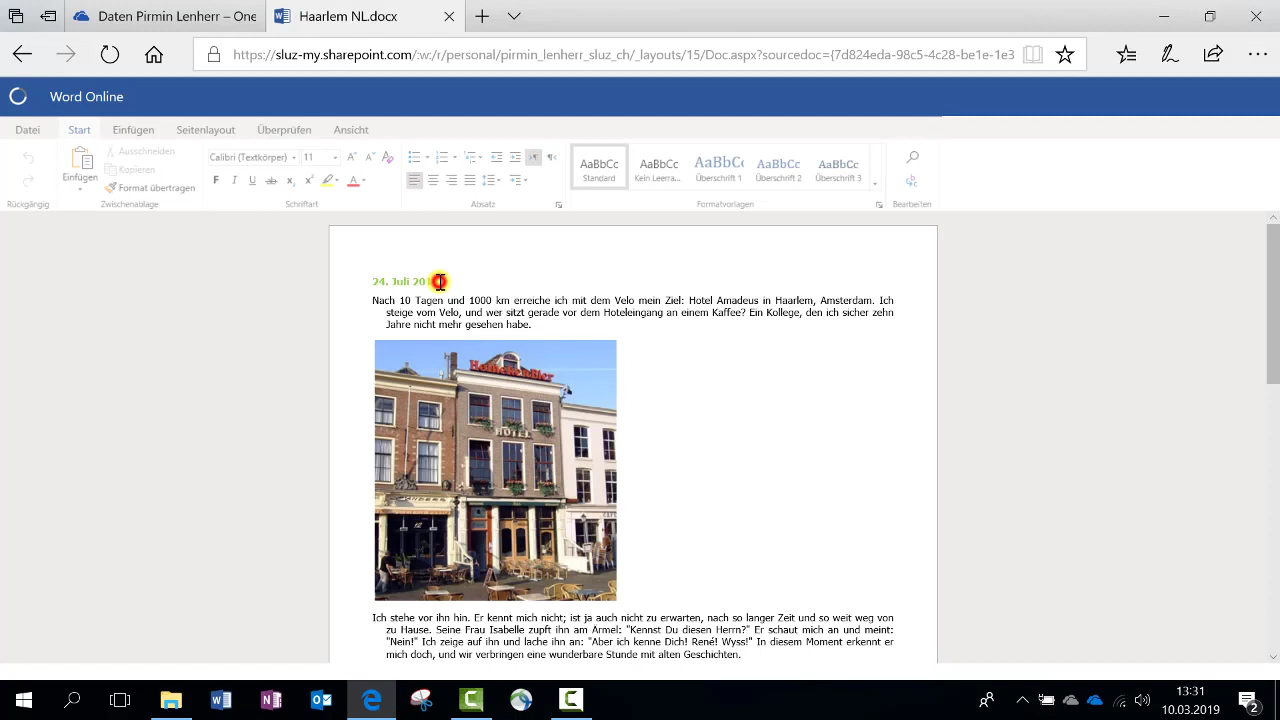 Pirmin Lenherr - One
Reisen NL.docx
https://sluz-my.sharepoint.com/:w:/r/personal/pirmin_lenherr_sluz_ch/_layouts/15/Doc.aspx?sourcedoc={7d824eda-98c5-4c28-be1e-1e3
Word Online
Datei Start Einfügen Seitenlayout Überprüfen Ansicht
Ausschneiden
Kopieren
Format übertragen
Einfügen
Calibri (Textkörper) 11
AaBbCc AaBbCc AaBbCc AaBbCc AaBbCc
Standard Kein Leerra... Überschrift 1 Überschrift 2 Überschrift 3
Rückgängig Zwischenablage Schriftart Absatz Formatvorlagen Bearbeiten
24. Juli 201
Nach 10 Tagen und 1000 km erreiche ich mit dem Velo mein Ziel: Hotel Amadeus in Haarlem, Amsterdam. Ich
steige vom Velo, und wer sitzt gerade vor dem Hoteleingang an einem Kaffee? Ein Kollege, den ich sicher zehn
Jahre nicht mehr gesehen habe.
HOTEL
Ich stehe vor ihn hin. Er kennt mich nicht; ist ja auch nicht zu erwarten, nach so langer Zeit und so weit weg von
zu Hause. Seine Frau Isabelle zupft ihn am Ärmel: "Kennst Du diesen Herrn?" Er schaut mich an und meint:
"Nein!" Ich zeige auf ihn und lache ihn an: "Aber ich kenne Dich! René! Wyss!" In diesem Moment erkennt er
mich doch, und wir verbringen eine wunderbare Stunde mit alten Geschichten.
13:31
10.03.2019
2